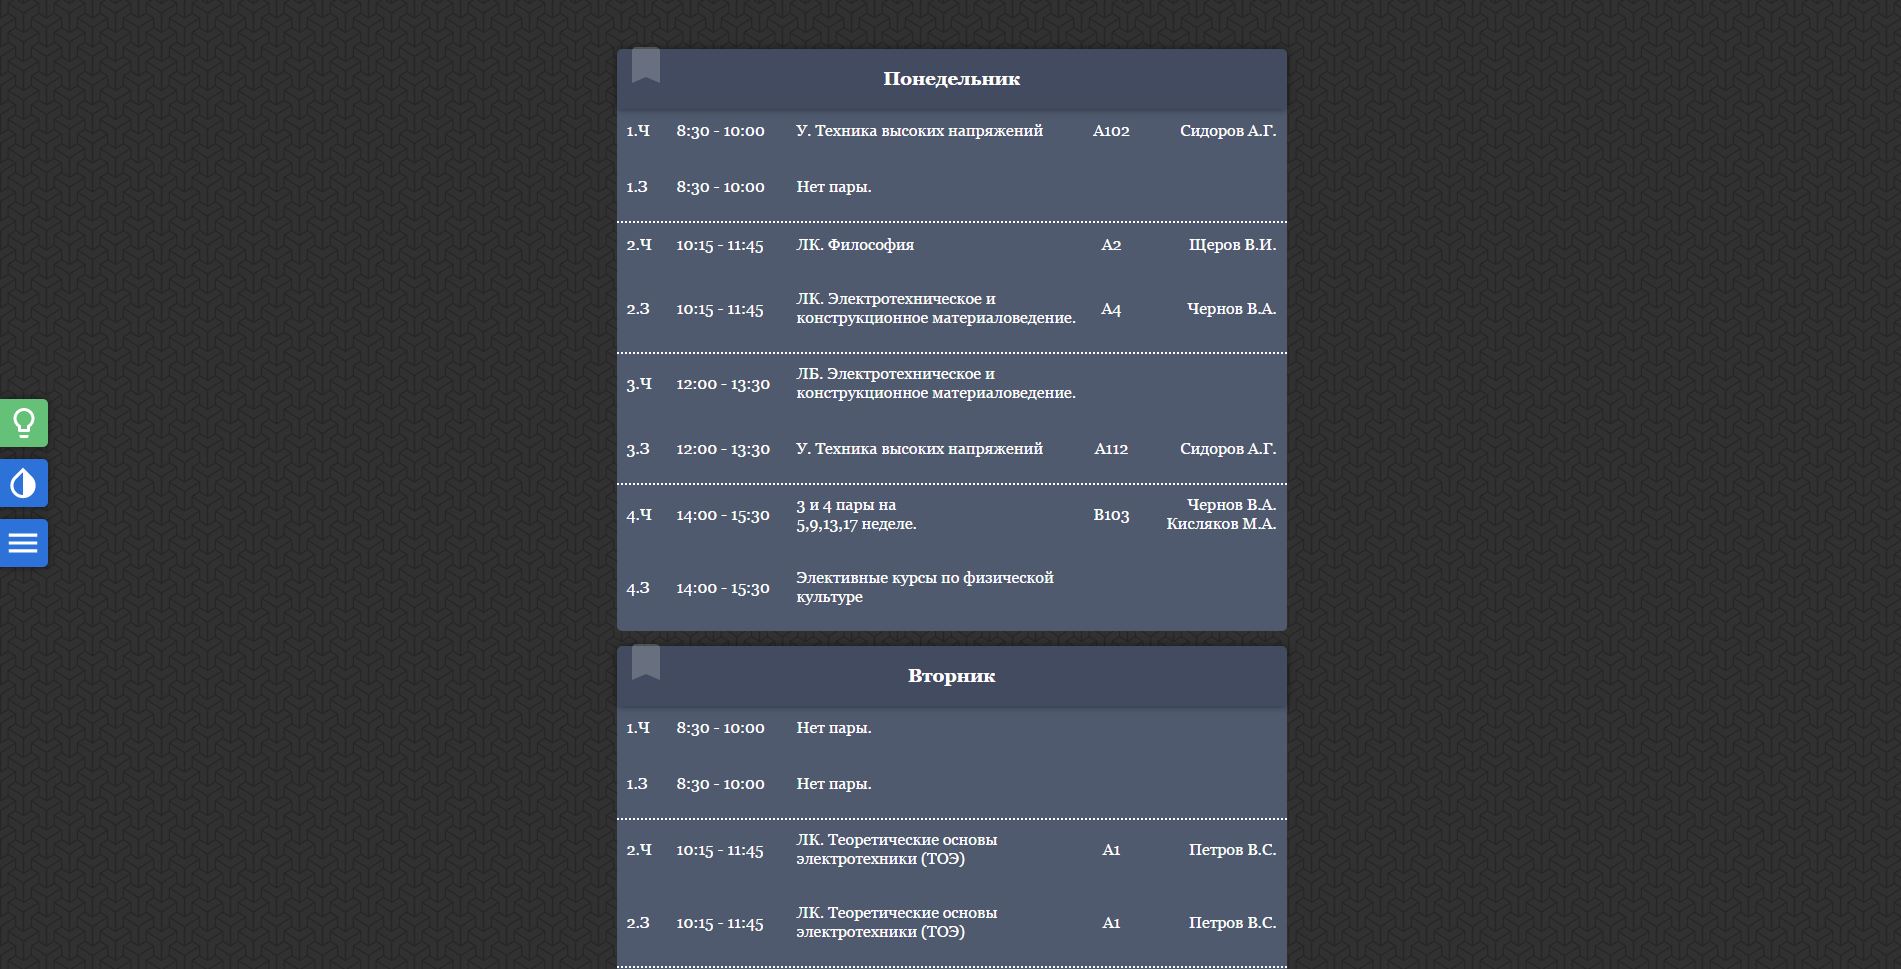 Понедельник
1.Ч 8:30 - 10:00 У. Техника высоких напряжений А102 Сидоров А.Г.
1.З 8:30 - 10:00 Нет пары.
2.Ч 10:15 - 11:45 ЛК. Философия А2 Щеров В.И.
2.З 10:15 - 11:45 ЛК. Электротехническое и
конструкционное материаловедение. А4 Чернов В.А.
3.Ч 12:00 - 13:30 ЛБ. Электротехническое и
конструкционное материаловедение.
3.З 12:00 - 13:30 У. Техника высоких напряжений А112 Сидоров А.Г.
4.Ч 14:00 - 15:30 3 и 4 пары на
5,9,13,17 неделе. В103 Чернов В.А.
Кисляков М.А.
4.З 14:00 - 15:30 Элективные курсы по физической
культуре
Вторник
1.Ч 8:30 - 10:00 Нет пары.
1.З 8:30 - 10:00 Нет пары.
2.Ч 10:15 - 11:45 ЛК. Теоретические основы
электротехники (ТОЭ) А1 Петров В.С.
2.З 10:15 - 11:45 ЛК. Теоретические основы
электротехники (ТОЭ) А1 Петров В.С.